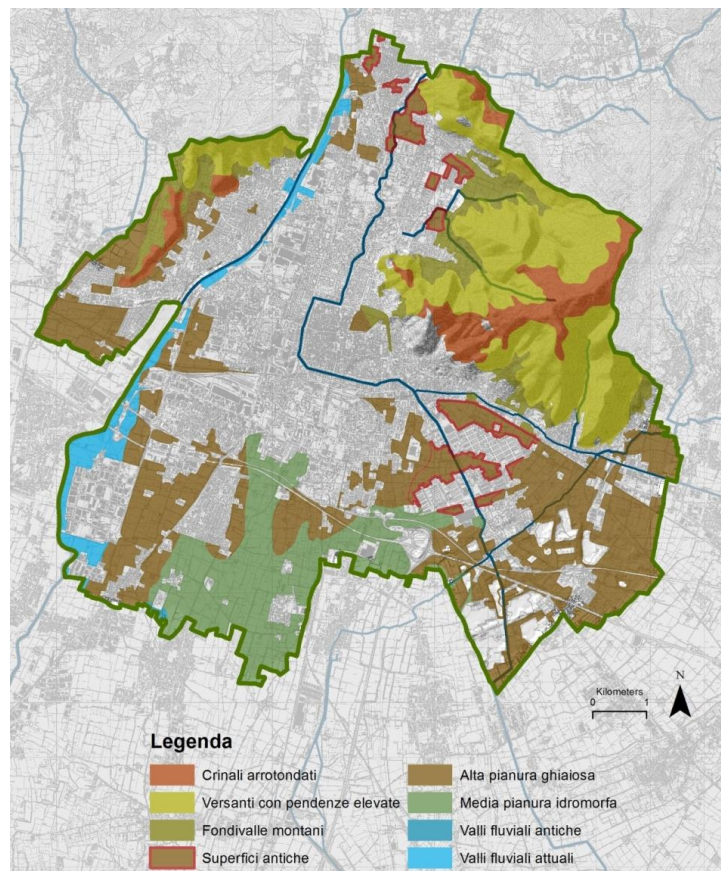 N
Kilometers
0 1
Legenda
Crinali arrotondati
Versanti con pendenze elevate
Fondivalle montani
Superfici antiche
Alta pianura ghiaiosa
Media pianura idromorfa
Valli fluviali antiche
Valli fluviali attuali